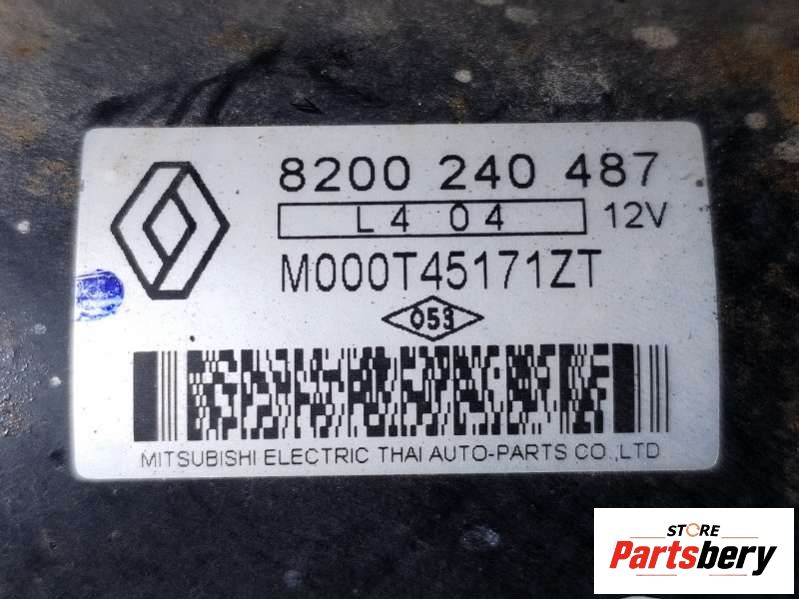 8200 240 487
L4 04 12V
M000T45171ZT
053
MITSUBISHI ELECTRIC THAI AUTO-PARTS CO.,LTD
STORE
Partsbery